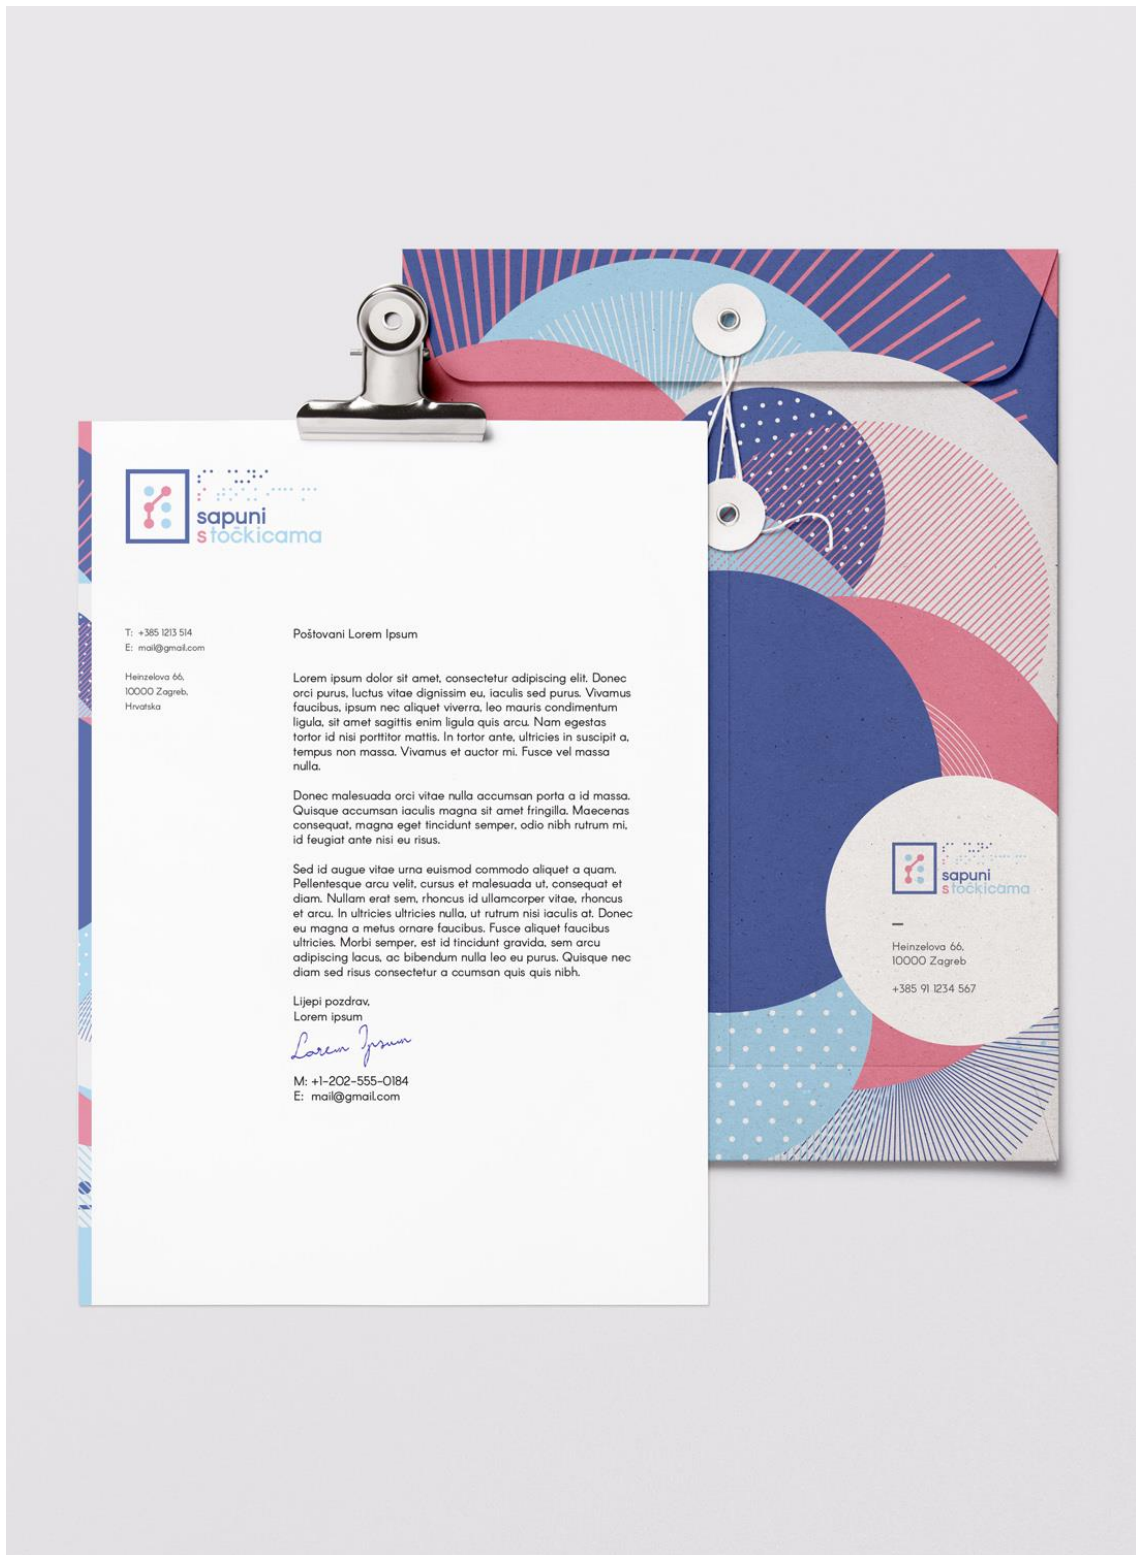 sapuni
s točkicama
T: +385 1213 514
E: mail@gmail.com
Heinzelova 66,
10000 Zagreb,
Hrvatska
Poštovani Lorem Ipsum
Lorem ipsum dolor sit amet, consectetur adipiscing elit. Donec
orci purus, luctus vitae dignissim eu, iaculis sed purus. Vivamus
faucibus, ipsum nec aliquet viverra, leo mauris condimentum
ligula, sit amet sagittis enim ligula quis arcu. Nam egestas
tortor id nisi porttitor mattis. In tortor ante, ultricies in suscipit a,
tempus non massa. Vivamus et auctor mi. Fusce vel massa
nulla.
Donec malesuada orci vitae nulla accumsan porta a id massa.
Quisque accumsan iaculis magna sit amet fringilla. Maecenas
consequat, magna eget tincidunt semper, odio nibh rutrum mi,
id feugiat ante nisi eu risus.
Sed id augue vitae urna euismod commodo aliquet a quam.
Pellentesque arcu velit, cursus et malesuada ut, consequat et
diam. Nullam erat sem, rhoncus id ullamcorper vitae, rhoncus
et arcu. In ultricies ultricies nulla, ut rutrum nisi iaculis at. Donec
eu magna a metus ornare faucibus. Fusce aliquet faucibus
ultricies. Morbi semper, est id tincidunt gravida, sem arcu
adipiscing lacus, ac bibendum nulla leo eu purus. Quisque nec
diam sed risus consectetur a ccumsan quis quis nibh.
Lijepi pozdrav,
Lorem ipsum
Lorem Ipsum
M: +1-202-555-0184
E: mail@gmail.com
sapuni
s točkicama
Heinzelova 66,
10000 Zagreb
+385 91 1234 567